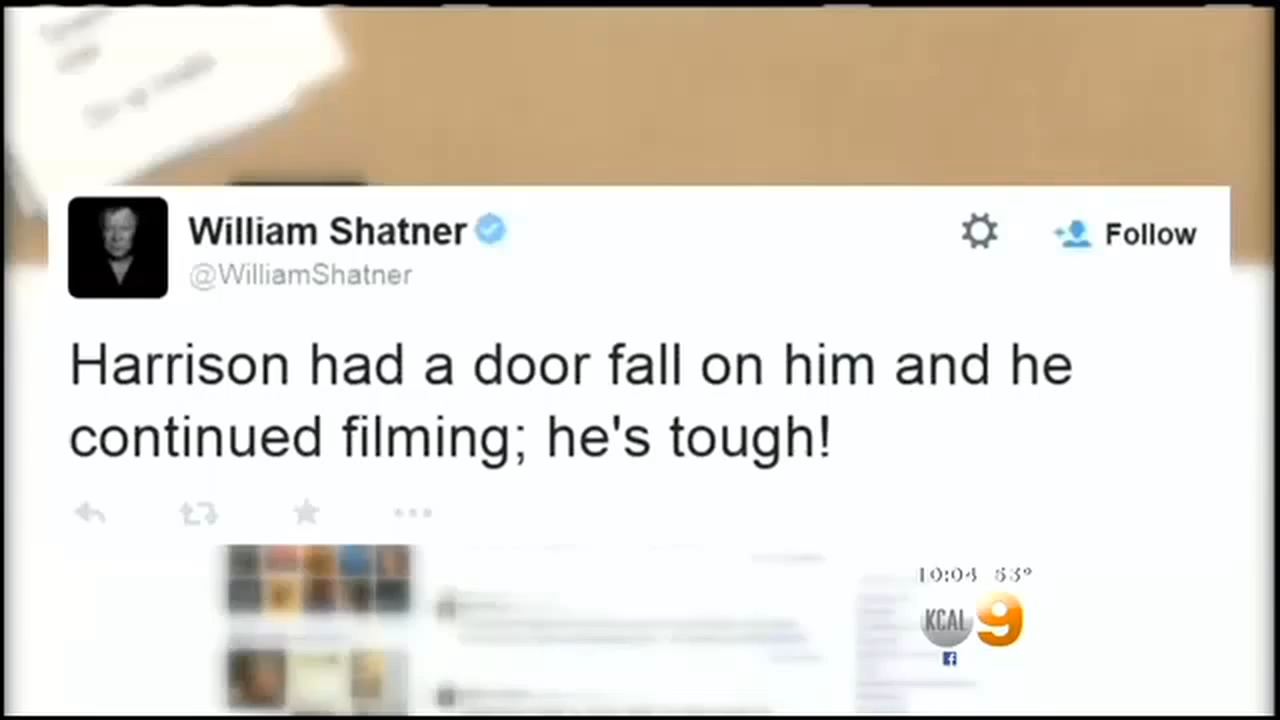 William Shatner
@WilliamShatner
Follow
Harrison had a door fall on him and he
continued filming; he's tough!
10:04 53°
KCAL 9